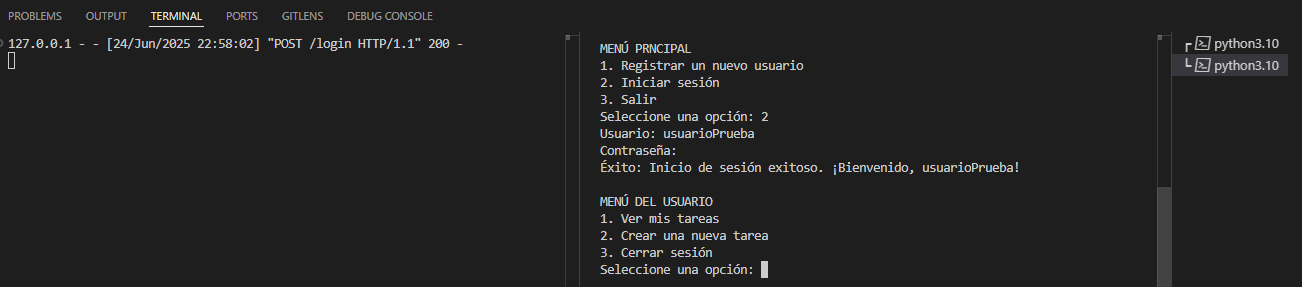 PROBLEMS OUTPUT TERMINAL PORTS GITLENS DEBUG CONSOLE
127.0.0.1 - - [24/Jun/2025 22:58:02] "POST /login HTTP/1.1" 200 -
MENÚ PRNCIPAL
1. Registrar un nuevo usuario
2. Iniciar sesión
3. Salir
Seleccione una opción: 2
Usuario: usuarioPrueba
Contraseña:
Éxito: Inicio de sesión exitoso. ¡Bienvenido, usuarioPrueba!
MENÚ DEL USUARIO
1. Ver mis tareas
2. Crear una nueva tarea
3. Cerrar sesión
Seleccione una opción:
python3.10
python3.10